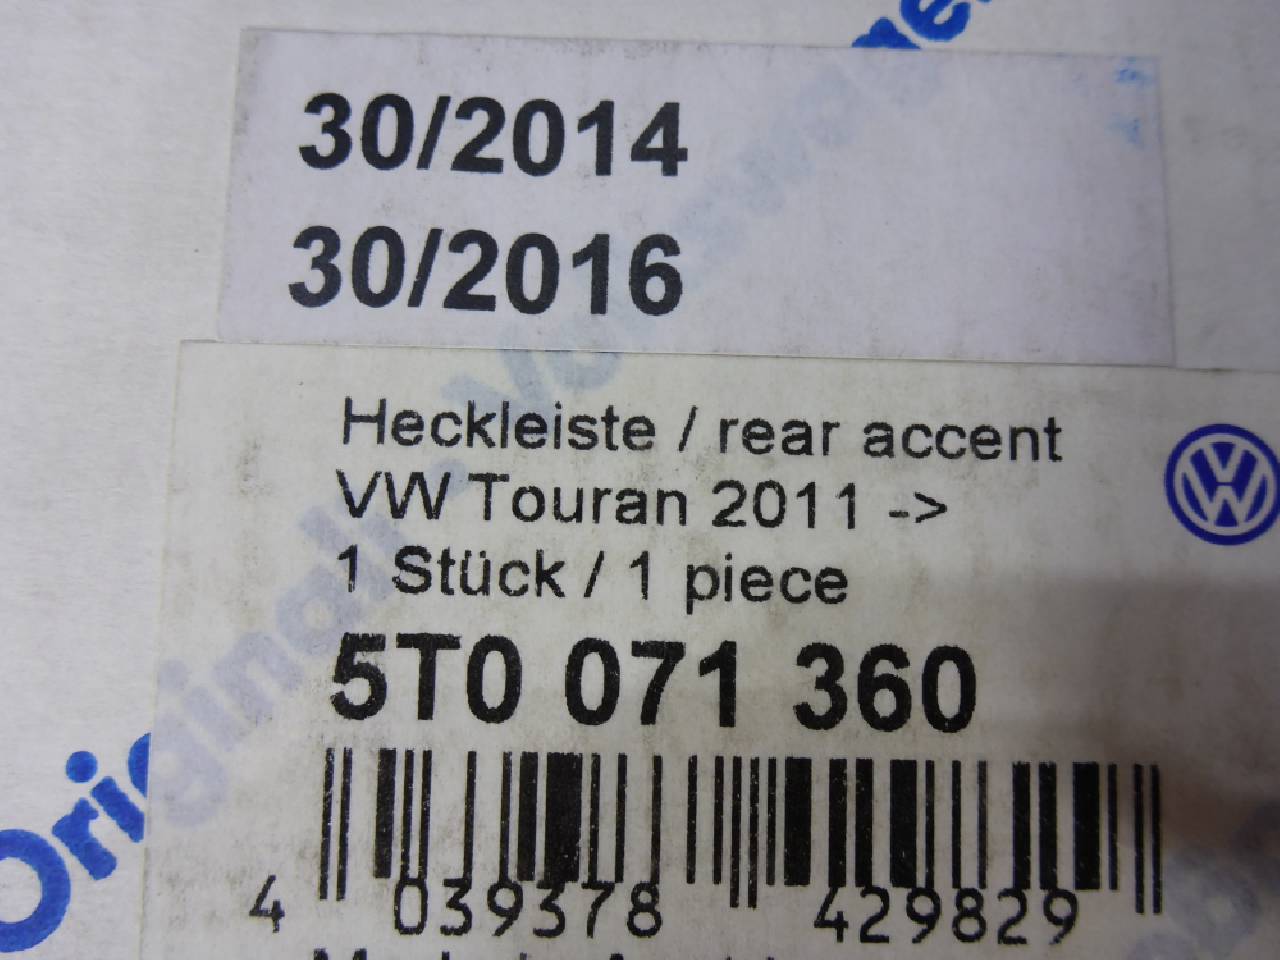 30/2014
30/2016
Heckleiste / rear accent
VW Touran 2011 ->
1 Stück / 1 piece
5T0 071 360
4 039378 429829
Original